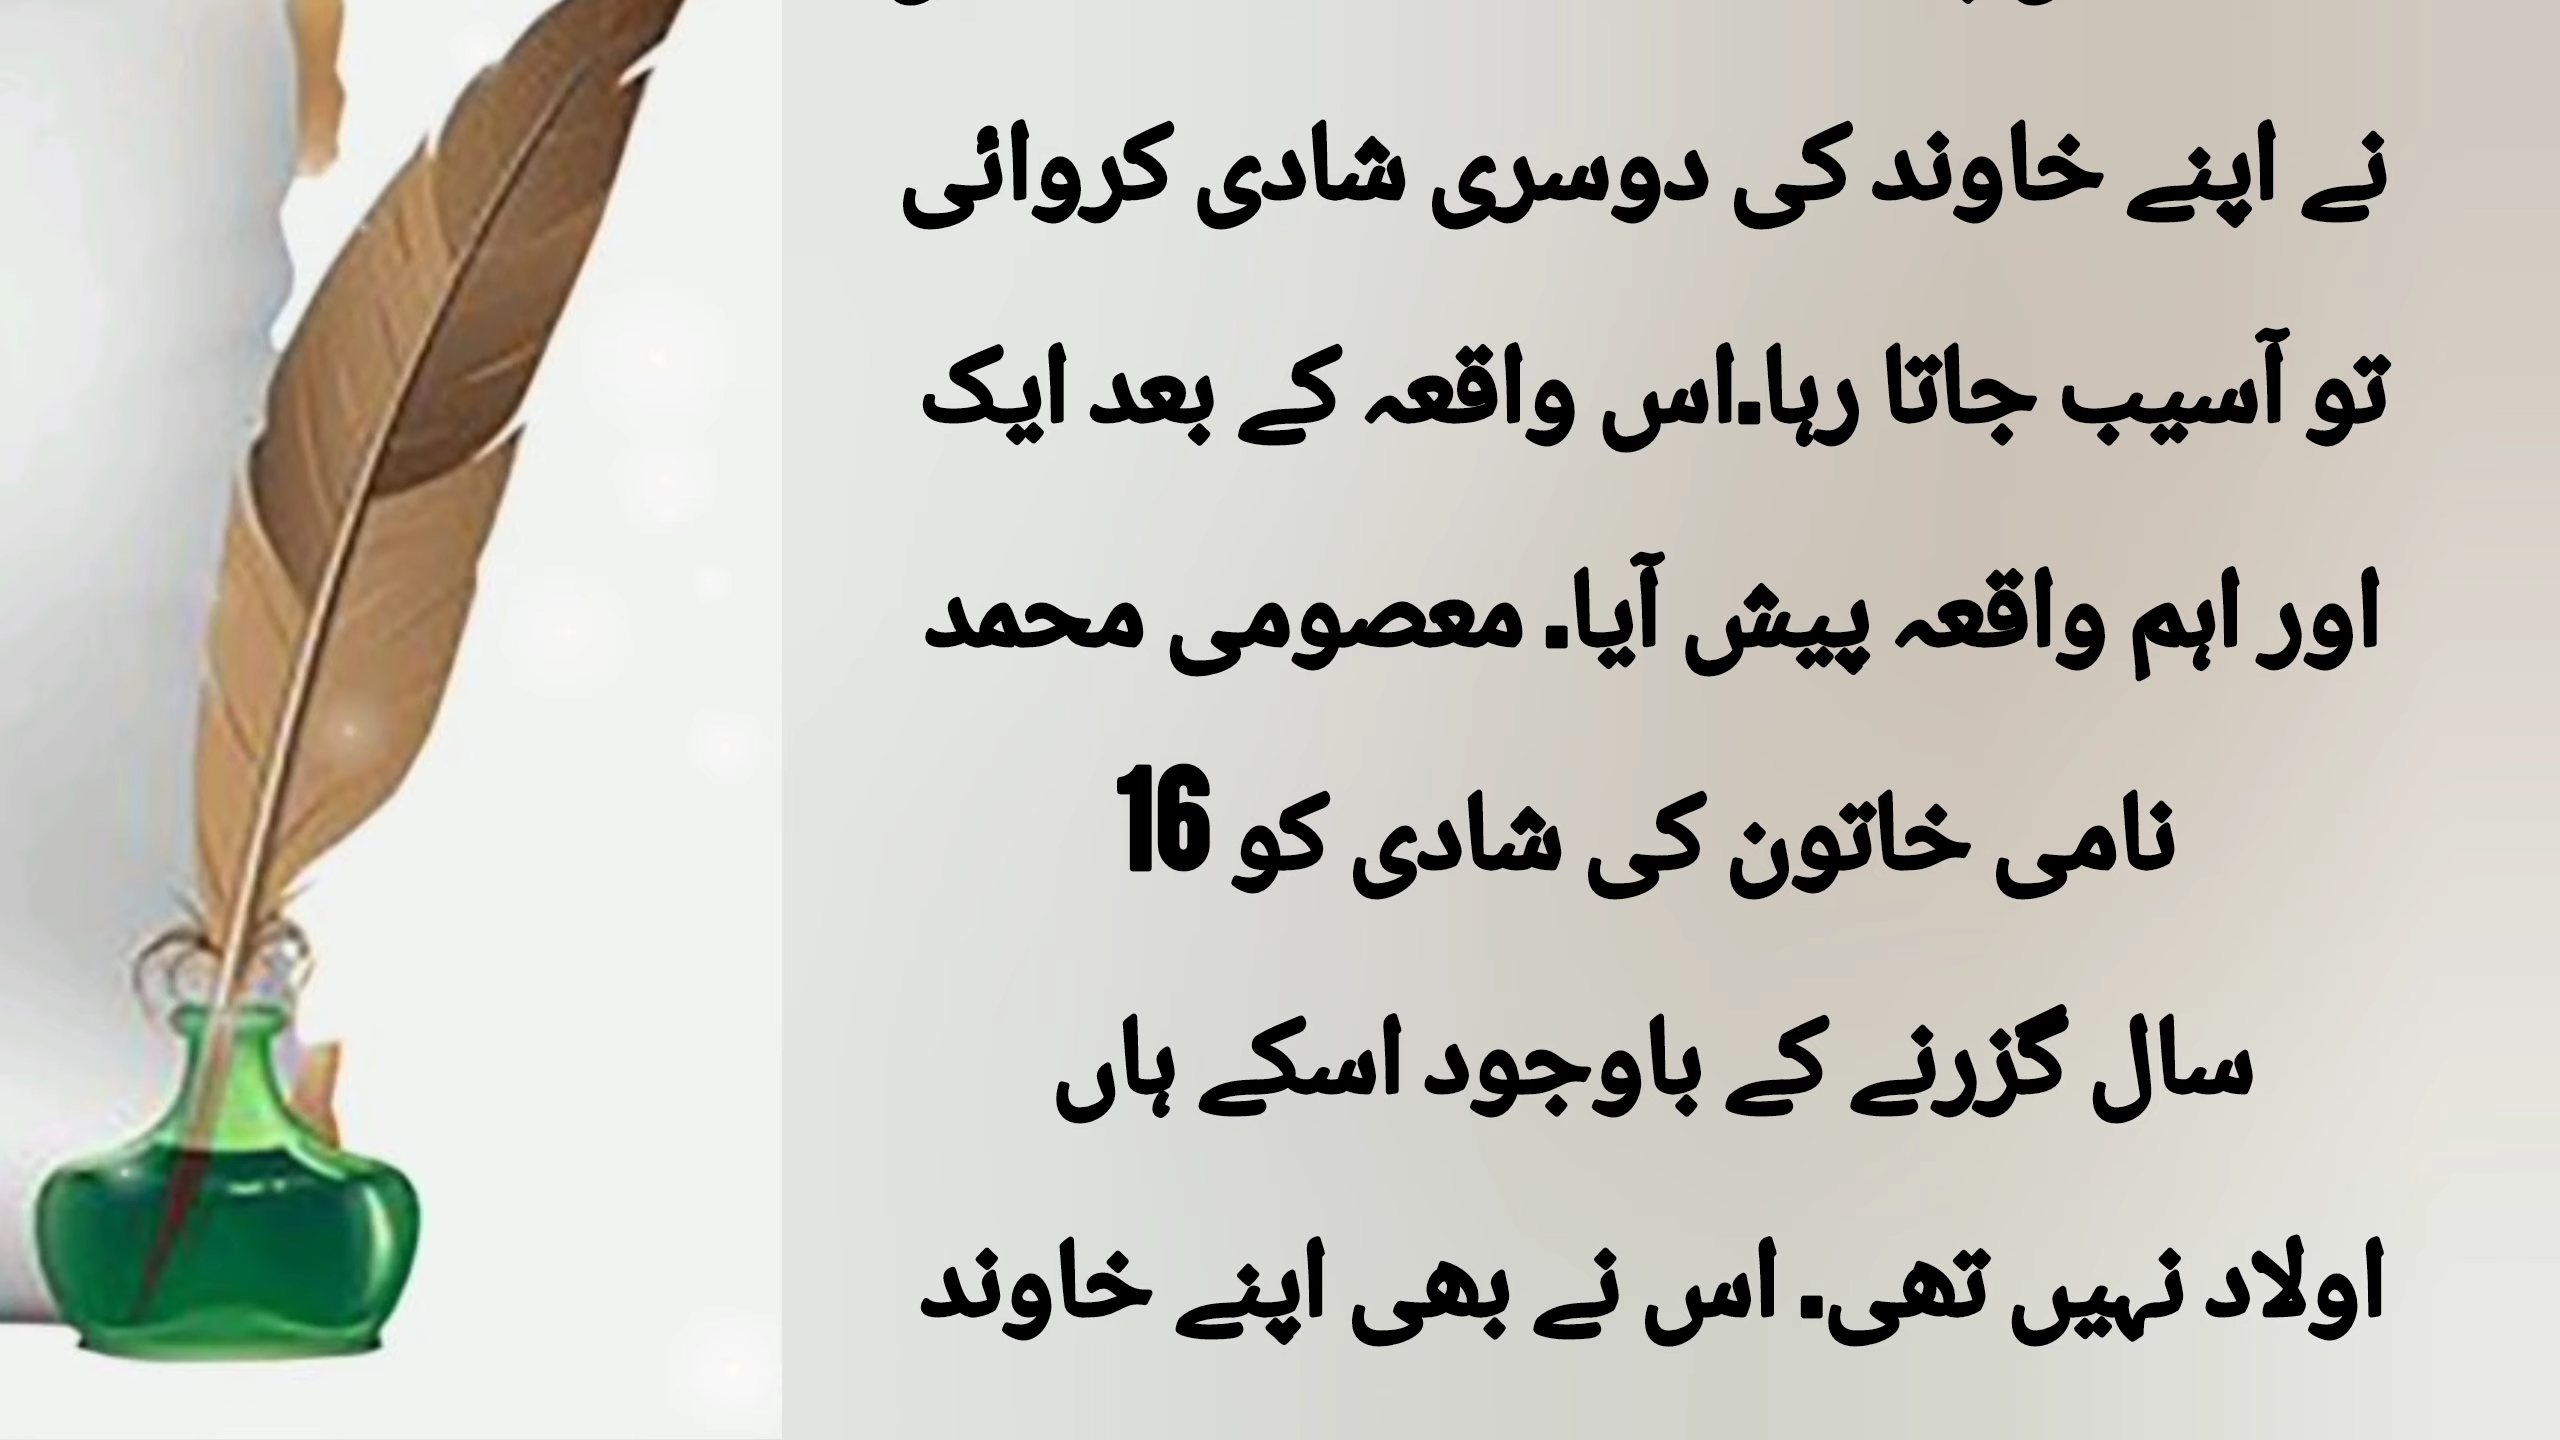 نے اپنے خاوند کی دوسری شادی کروائی
تو آسیب جاتا رہا.اس واقعہ کے بعد ایک
اور اہم واقعہ پیش آیا. معصومی محمد
نامی خاتون کی شادی کو 16
سال گزرنے کے باوجود اسکے ہاں
اولاد نہیں تھی. اس نے بھی اپنے خاوند